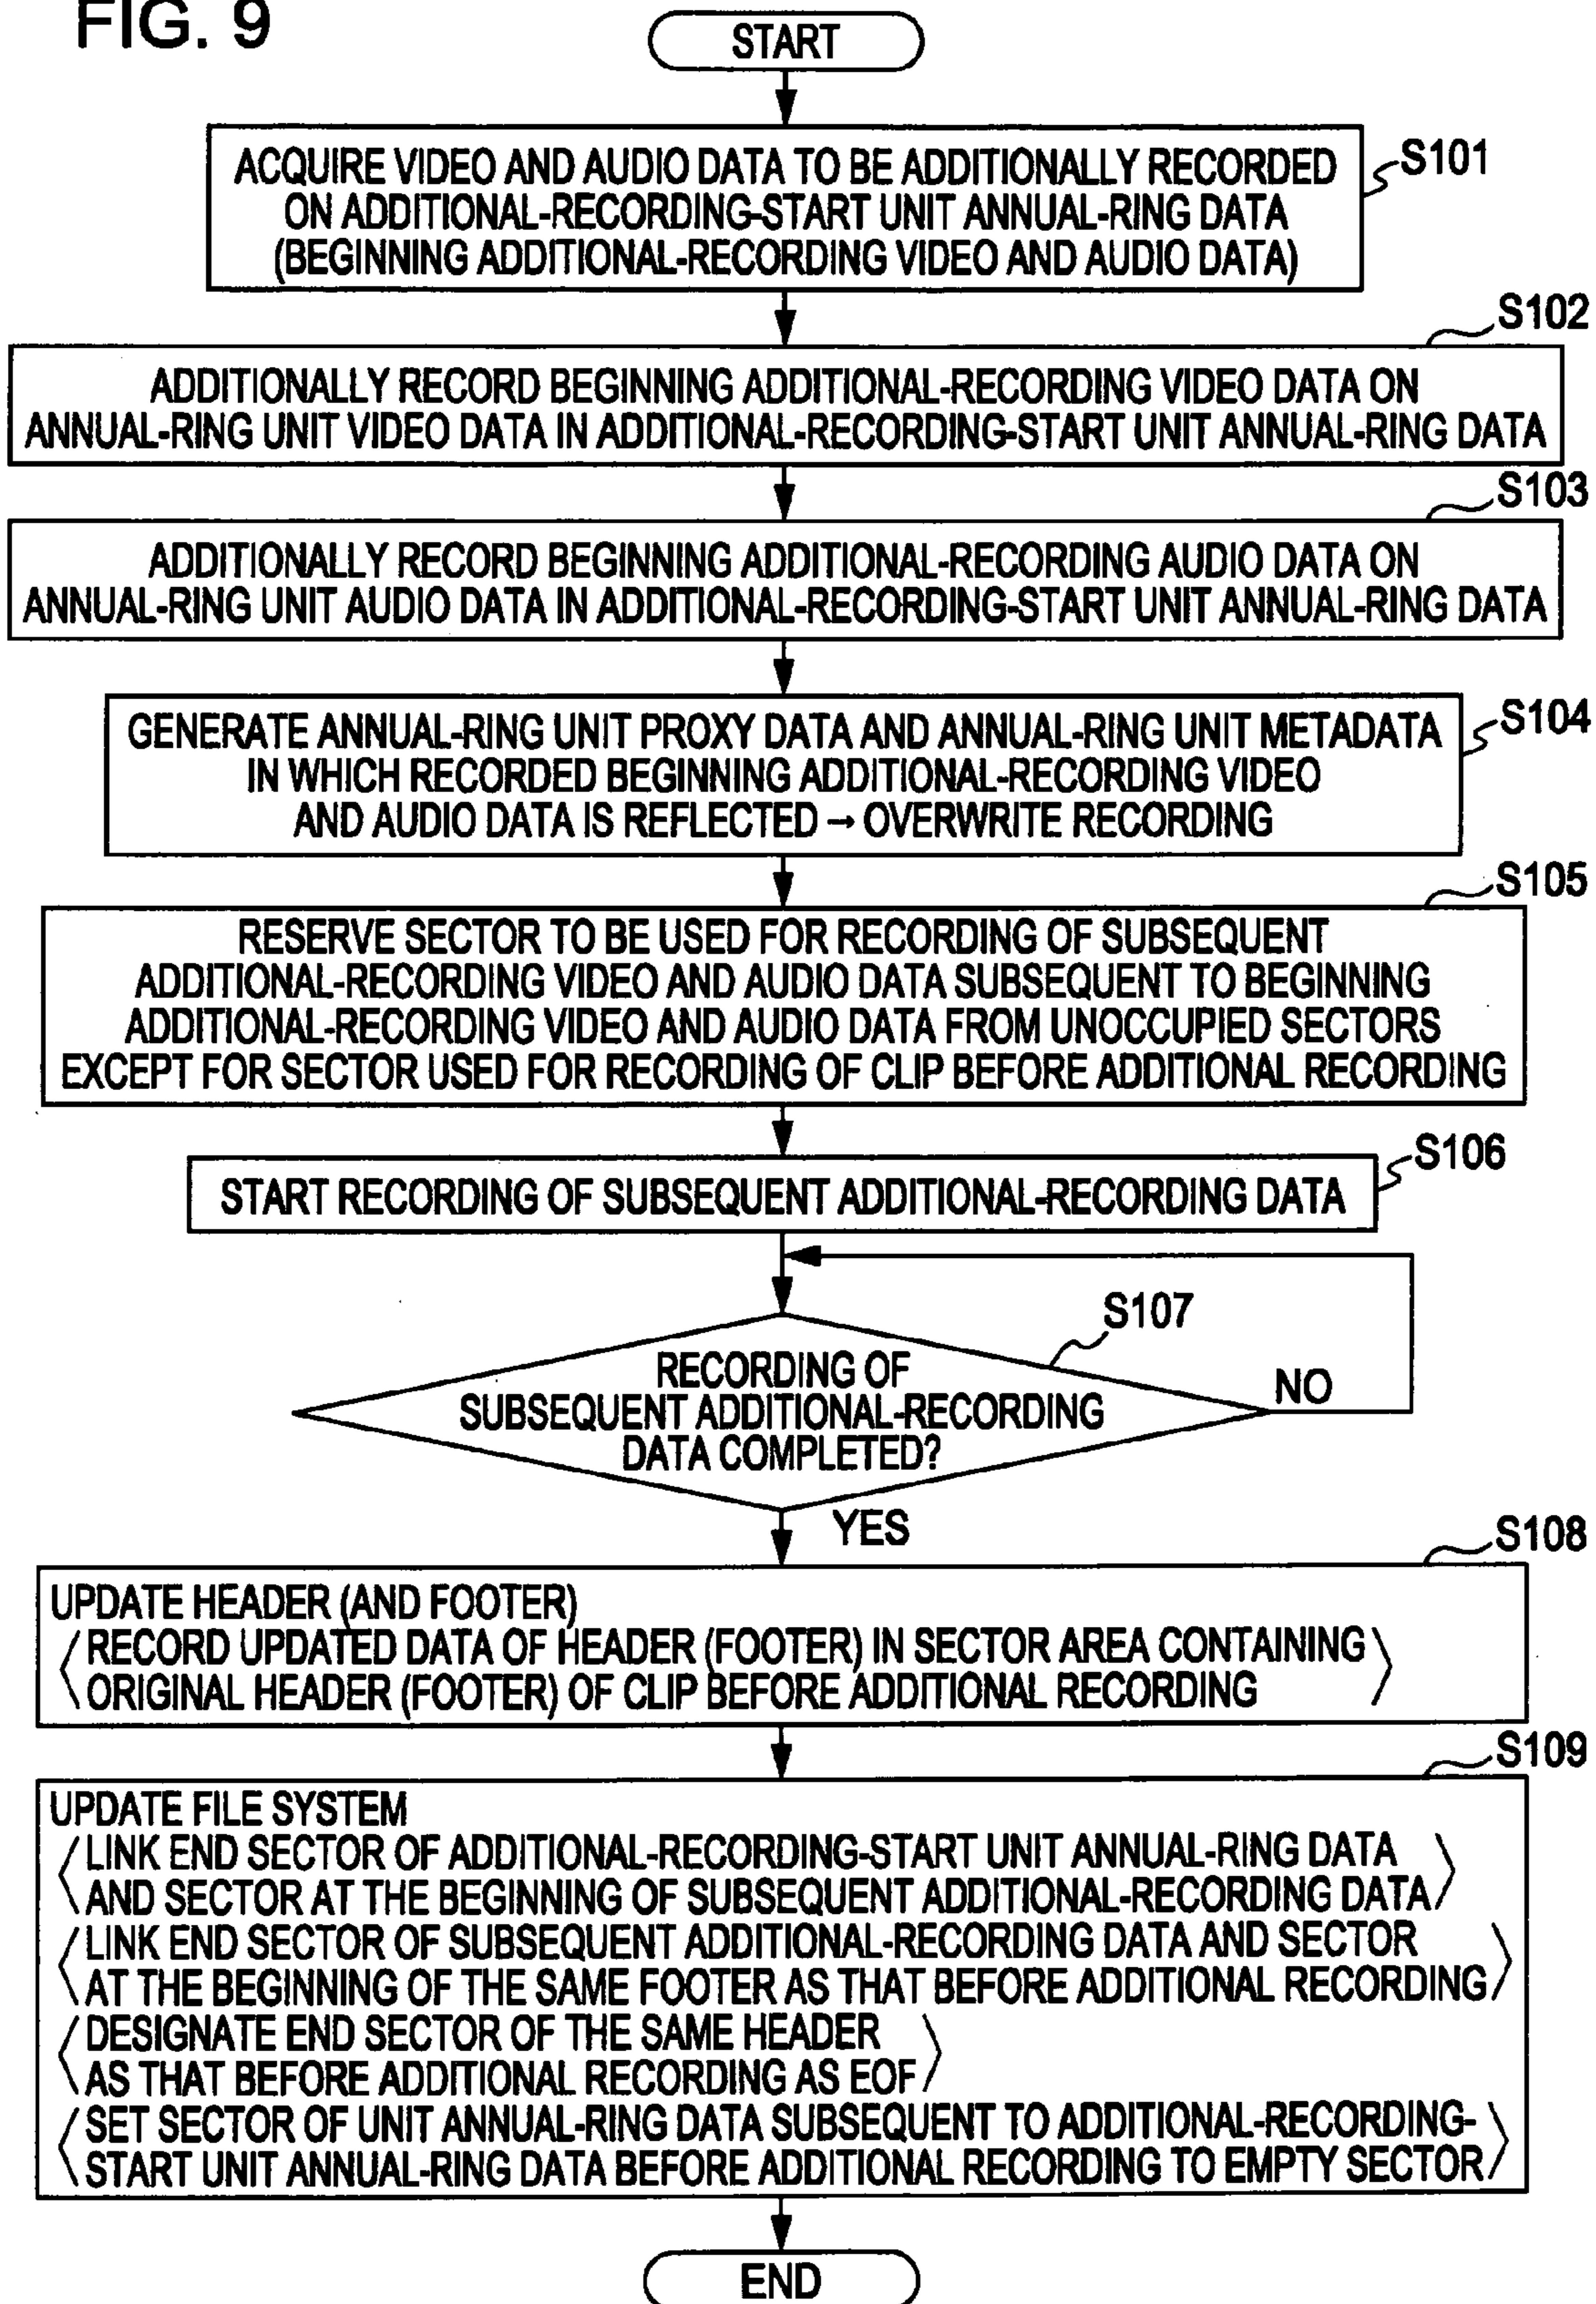 FIG. 9
START
ACQUIRE VIDEO AND AUDIO DATA TO BE ADDITIONALLY RECORDED
ON ADDITIONAL-RECORDING-START UNIT ANNUAL-RING DATA
(BEGINNING ADDITIONAL-RECORDING VIDEO AND AUDIO DATA)
S101
S102
ADDITIONALLY RECORD BEGINNING ADDITIONAL-RECORDING VIDEO DATA ON
ANNUAL-RING UNIT VIDEO DATA IN ADDITIONAL-RECORDING-START UNIT ANNUAL-RING DATA
S103
ADDITIONALLY RECORD BEGINNING ADDITIONAL-RECORDING AUDIO DATA ON
ANNUAL-RING UNIT AUDIO DATA IN ADDITIONAL-RECORDING-START UNIT ANNUAL-RING DATA
GENERATE ANNUAL-RING UNIT PROXY DATA AND ANNUAL-RING UNIT METADATA
IN WHICH RECORDED BEGINNING ADDITIONAL-RECORDING VIDEO
AND AUDIO DATA IS REFLECTED → OVERWRITE RECORDING
S104
S105
RESERVE SECTOR TO BE USED FOR RECORDING OF SUBSEQUENT
ADDITIONAL-RECORDING VIDEO AND AUDIO DATA SUBSEQUENT TO BEGINNING
ADDITIONAL-RECORDING VIDEO AND AUDIO DATA FROM UNOCCUPIED SECTORS
EXCEPT FOR SECTOR USED FOR RECORDING OF CLIP BEFORE ADDITIONAL RECORDING
S106
START RECORDING OF SUBSEQUENT ADDITIONAL-RECORDING DATA
S107
RECORDING OF
SUBSEQUENT ADDITIONAL-RECORDING
DATA COMPLETED?
NO
YES
S108
UPDATE HEADER (AND FOOTER)
〈RECORD UPDATED DATA OF HEADER (FOOTER) IN SECTOR AREA CONTAINING
ORIGINAL HEADER (FOOTER) OF CLIP BEFORE ADDITIONAL RECORDING〉
S109
UPDATE FILE SYSTEM
〈LINK END SECTOR OF ADDITIONAL-RECORDING-START UNIT ANNUAL-RING DATA
AND SECTOR AT THE BEGINNING OF SUBSEQUENT ADDITIONAL-RECORDING DATA〉
〈LINK END SECTOR OF SUBSEQUENT ADDITIONAL-RECORDING DATA AND SECTOR
AT THE BEGINNING OF THE SAME FOOTER AS THAT BEFORE ADDITIONAL RECORDING〉
〈DESIGNATE END SECTOR OF THE SAME HEADER
AS THAT BEFORE ADDITIONAL RECORDING AS EOF〉
〈SET SECTOR OF UNIT ANNUAL-RING DATA SUBSEQUENT TO ADDITIONAL-RECORDING-
START UNIT ANNUAL-RING DATA BEFORE ADDITIONAL RECORDING TO EMPTY SECTOR〉
END